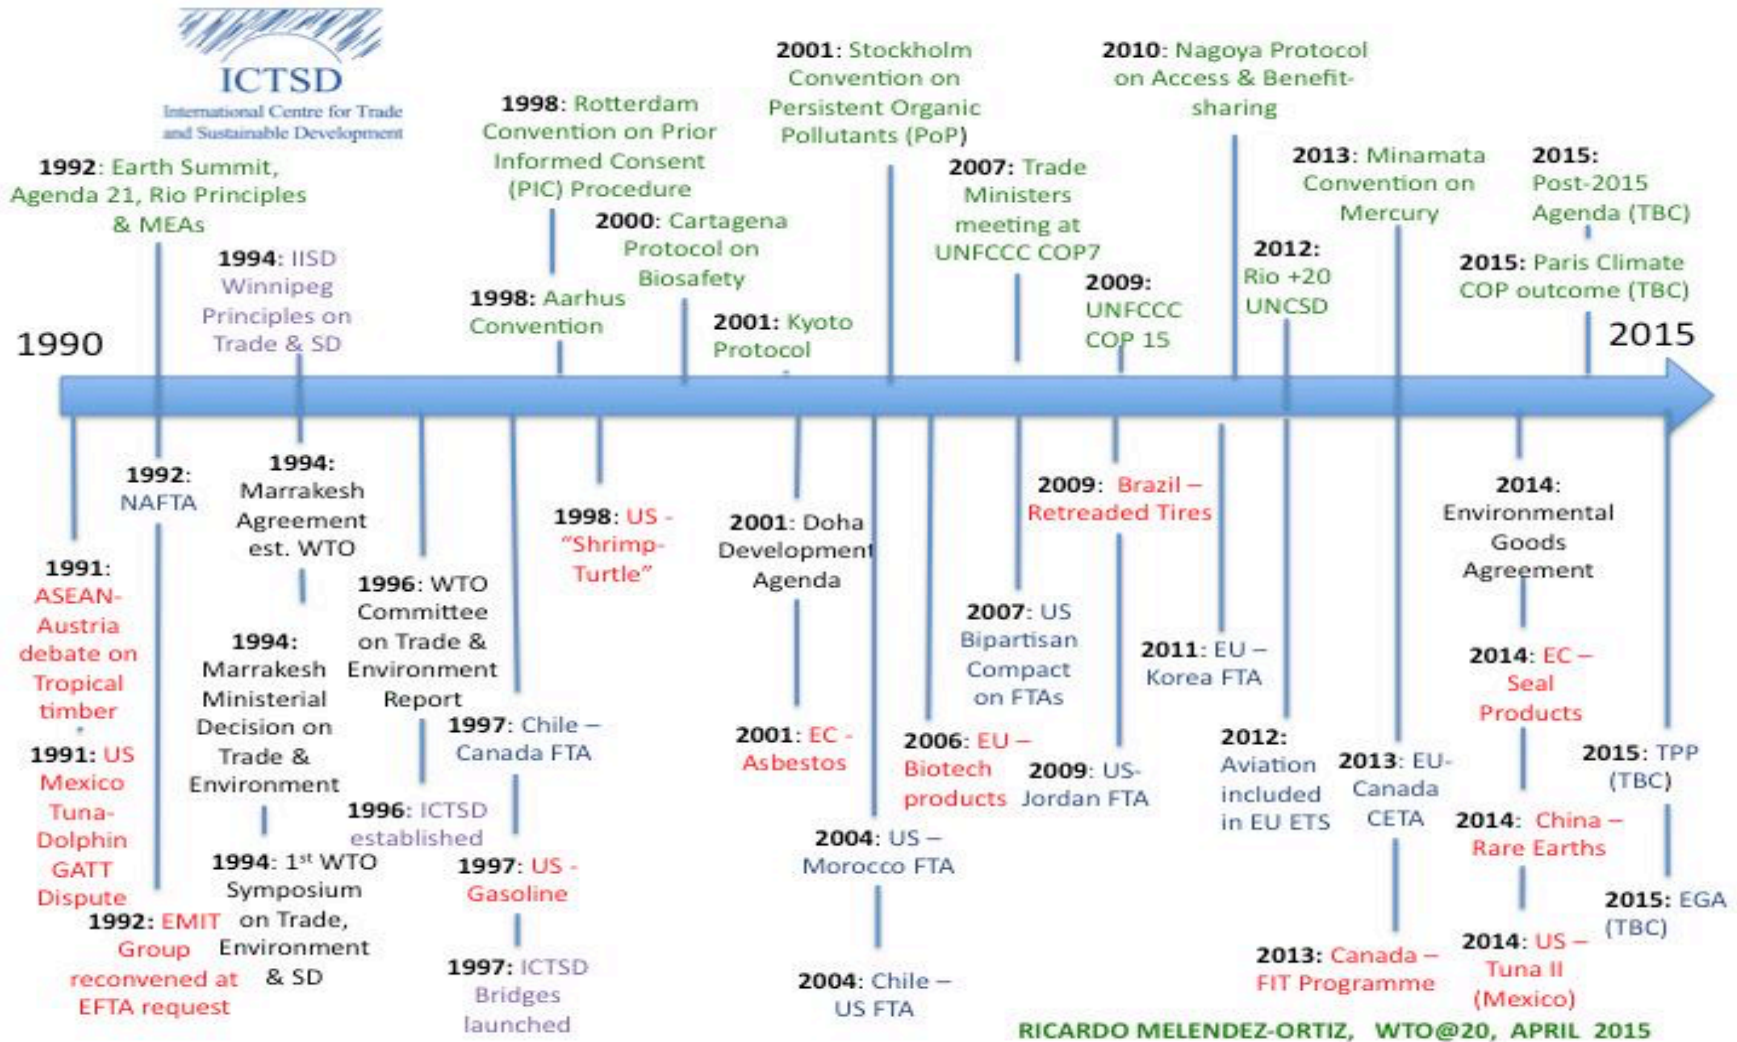 ICTSD
International Centre for Trade
and Sustainable Development
1992: Earth Summit,
Agenda 21, Rio Principles
& MEAs
1994: IISD
Winnipeg
Principles on
Trade & SD
1998: Rotterdam
Convention on Prior
Informed Consent
(PIC) Procedure
1998: Aarhus
Convention
2000: Cartagena
Protocol on
Biosafety
2001: Kyoto
Protocol
2001: Stockholm
Convention on
Persistent Organic
Pollutants (PoP)
2007: Trade
Ministers
meeting at
UNFCCC COP7
2009:
UNFCCC
COP 15
2010: Nagoya Protocol
on Access & Benefit-
sharing
2012:
Rio +20
UNCSD
2013: Minamata
Convention on
Mercury
2015:
Post-2015
Agenda (TBC)
2015: Paris Climate
COP outcome (TBC)
1990
2015
1991:
ASEAN-
Austria
debate on
Tropical
timber
1991: US
Mexico
Tuna-
Dolphin
GATT
Dispute
1992:
NAFTA
1992: EMIT
Group
reconvened at
EFTA request
1994:
Marrakesh
Agreement
est. WTO
1994:
Marrakesh
Ministerial
Decision on
Trade &
Environment
1994: 1st WTO
Symposium
on Trade,
Environment
& SD
1996: WTO
Committee
on Trade &
Environment
Report
1996: ICTSD
established
1997: Chile –
Canada FTA
1997: US -
Gasoline
1997: ICTSD
Bridges
launched
1998: US -
“Shrimp-
Turtle”
2001: Doha
Development
Agenda
2001: EC -
Asbestos
2004: US –
Morocco FTA
2004: Chile –
US FTA
2006: EU –
Biotech
products
2007: US
Bipartisan
Compact
on FTAs
2009: Brazil –
Retreaded Tires
2009: US-
Jordan FTA
2011: EU –
Korea FTA
2012:
Aviation
included
in EU ETS
2013: EU-
Canada
CETA
2013: Canada –
FIT Programme
2014:
Environmental
Goods
Agreement
2014: EC –
Seal
Products
2014: China –
Rare Earths
2014: US –
Tuna II
(Mexico)
2015: TPP
(TBC)
2015: EGA
(TBC)
RICARDO MELENDEZ-ORTIZ, WTO@20, APRIL 2015